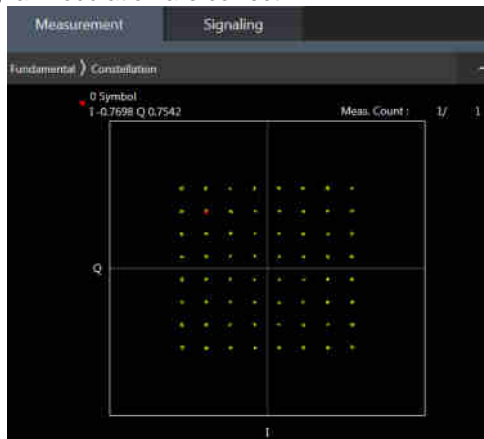 Measurement Signaling
Fundamental ❭ Constellation
0 Symbol
I -0.7698 Q 0.7542 Meas. Count : 1/ 1
Q
I